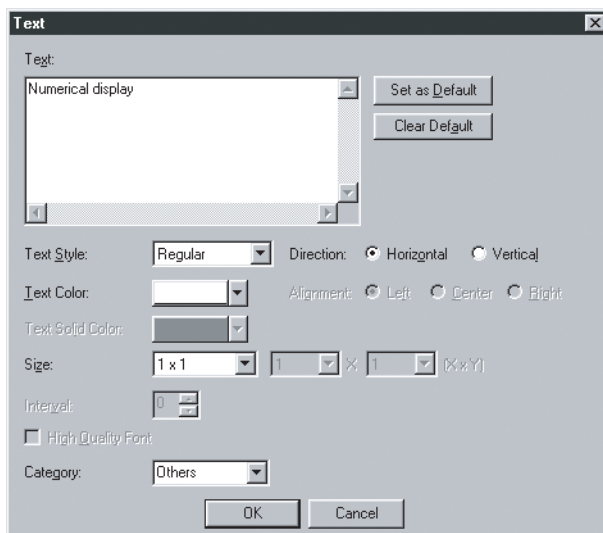 Text
Text:
Numerical display
Set as Default
Clear Default
Text Style: Regular Direction: Horizontal Vertical
Text Color: Alignment: Left Center Right
Text Solid Color:
Size: 1 x 1 1 X 1 (X x Y)
Interval: 0
High Quality Font
Category: Others
OK Cancel